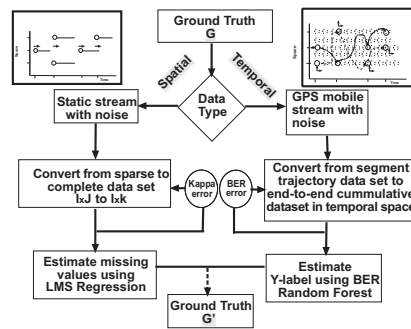 Space
Time
Ground Truth
G
Space
Time
Spatial
Temporal
Data
Type
Static stream
with noise
GPS mobile
stream with
noise
Convert from sparse to
complete data set
IxJ to Ixk
Kappa
error
BER
error
Convert from segment
trajectory data set to
end-to-end cummulative
dataset in temporal space
Estimate missing
values using
LMS Regression
Estimate
Y-label using BER
Random Forest
Ground Truth
G'